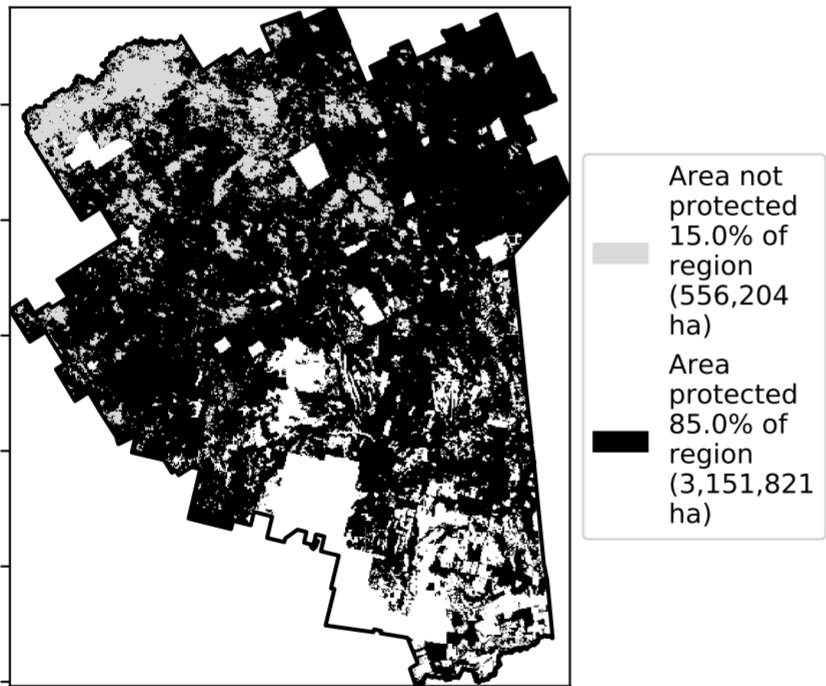 Area not
protected
15.0% of
region
(556,204
ha)
Area
protected
85.0% of
region
(3,151,821
ha)